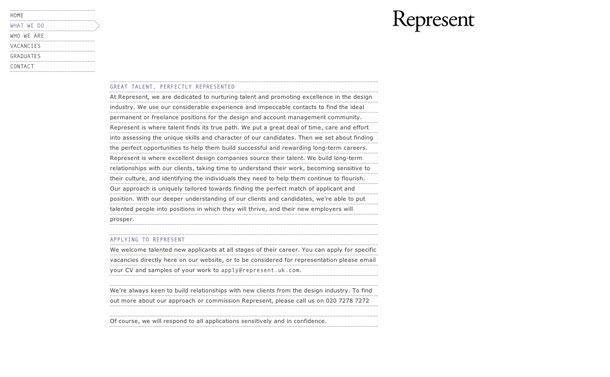 HOME
WHAT WE DO
WHO WE ARE
VACANCIES
GRADUATES
CONTACT
Represent
GREAT TALENT, PERFECTLY REPRESENTED
At Represent, we are dedicated to nurturing talent and promoting excellence in the design
industry. We use our considerable experience and impeccable contacts to find the ideal
permanent or freelance positions for the design and account management community.
Represent is where talent finds its true path. We put a great deal of time, care and effort
into assessing the unique skills and character of our candidates. Then we set about finding
the perfect opportunities to help them build successful and rewarding long-term careers.
Represent is where excellent design companies source their talent. We build long-term
relationships with our clients, taking time to understand their work, becoming sensitive to
their culture, and identifying the individuals they need to help them continue to flourish.
Our approach is uniquely tailored towards finding the perfect match of applicant and
position. With our deeper understanding of our clients and candidates, we're able to put
talented people into positions in which they will thrive, and their new employers will
prosper.
APPLYING TO REPRESENT
We welcome talented new applicants at all stages of their career. You can apply for specific
vacancies directly here on our website, or to be considered for representation please email
your CV and samples of your work to apply@represent.uk.com.
We're always keen to build relationships with new clients from the design industry. To find
out more about our approach or commission Represent, please call us on 020 7278 7272
Of course, we will respond to all applications sensitively and in confidence.